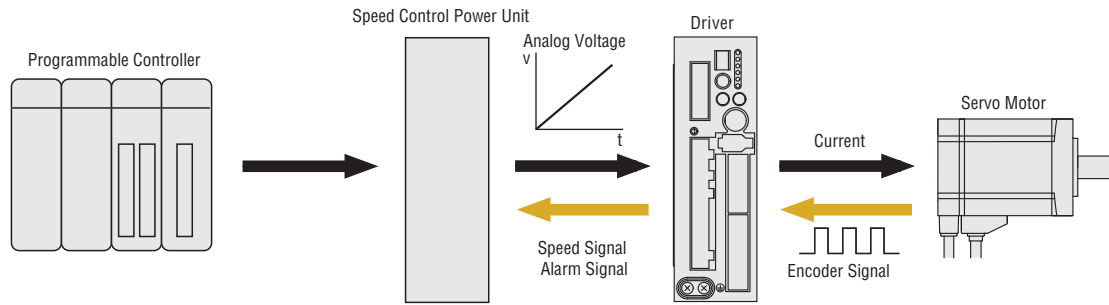 Speed Control Power Unit
Driver
Programmable Controller
Analog Voltage
v
t
Servo Motor
Current
Speed Signal
Alarm Signal
Encoder Signal